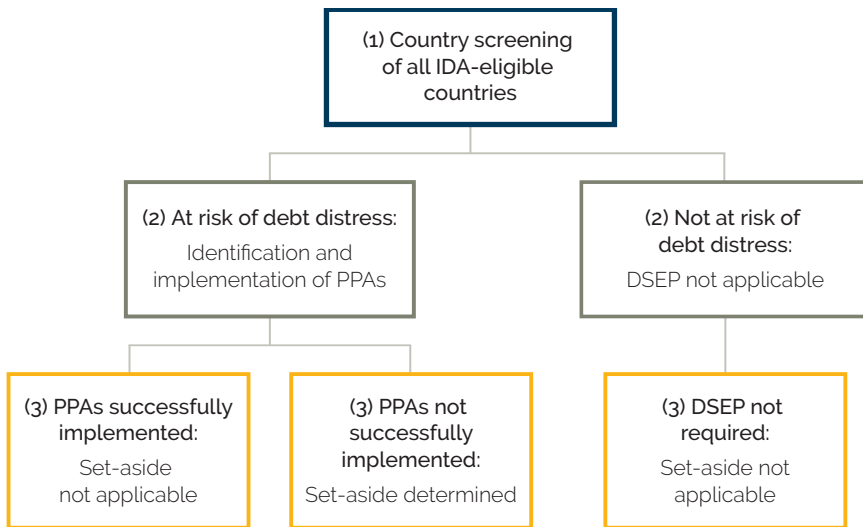 (1) Country screening
of all IDA-eligible
countries
(2) At risk of debt distress:
Identification and
implementation of PPAs
(2) Not at risk of
debt distress:
DSEP not applicable
(3) PPAs successfully
implemented:
Set-aside
not applicable
(3) PPAs not
successfully
implemented:
Set-aside determined
(3) DSEP not
required:
Set-aside not
applicable